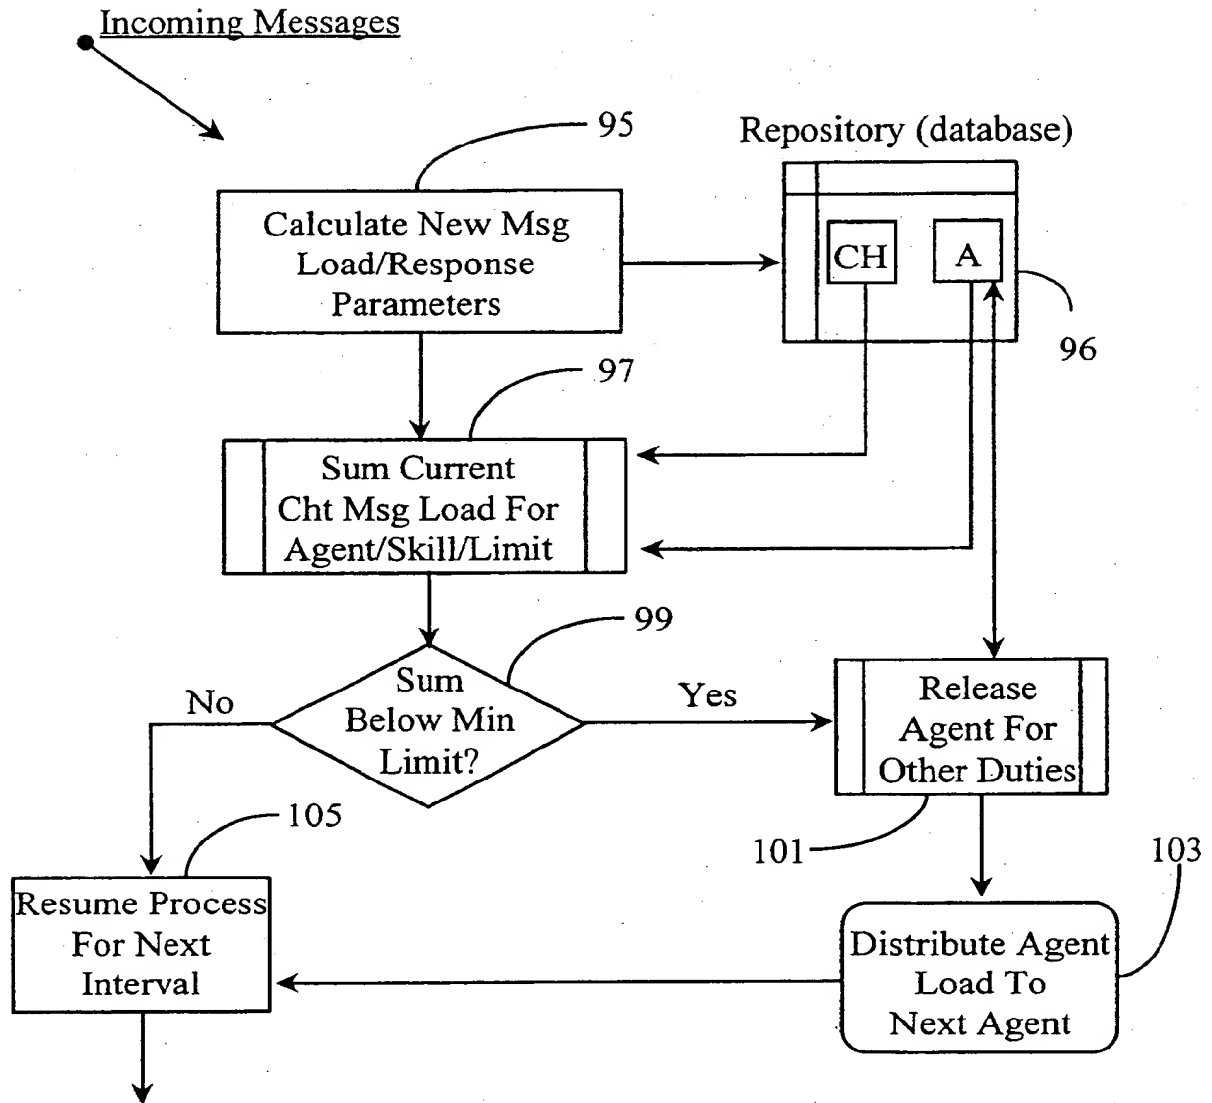 Incoming Messages
95
Repository (database)
Calculate New Msg
Load/Response
Parameters
CH
A
96
97
Sum Current
Cht Msg Load For
Agent/Skill/Limit
99
Sum
Below Min
Limit?
No
Yes
Release
Agent For
Other Duties
105
101
103
Resume Process
For Next
Interval
Distribute Agent
Load To
Next Agent